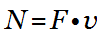 N = F • v